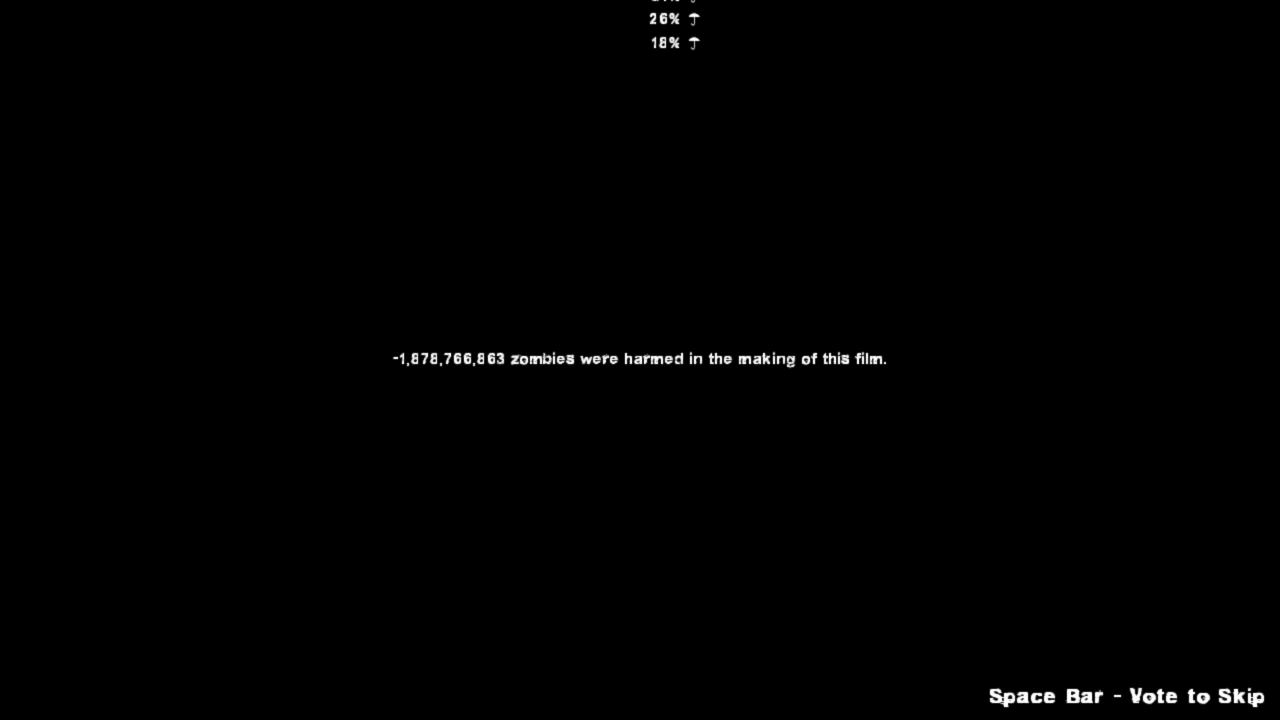 26% ☂
18% ☂
-1,878,766,863 zombies were harmed in the making of this film.
Space Bar - Vote to Skip